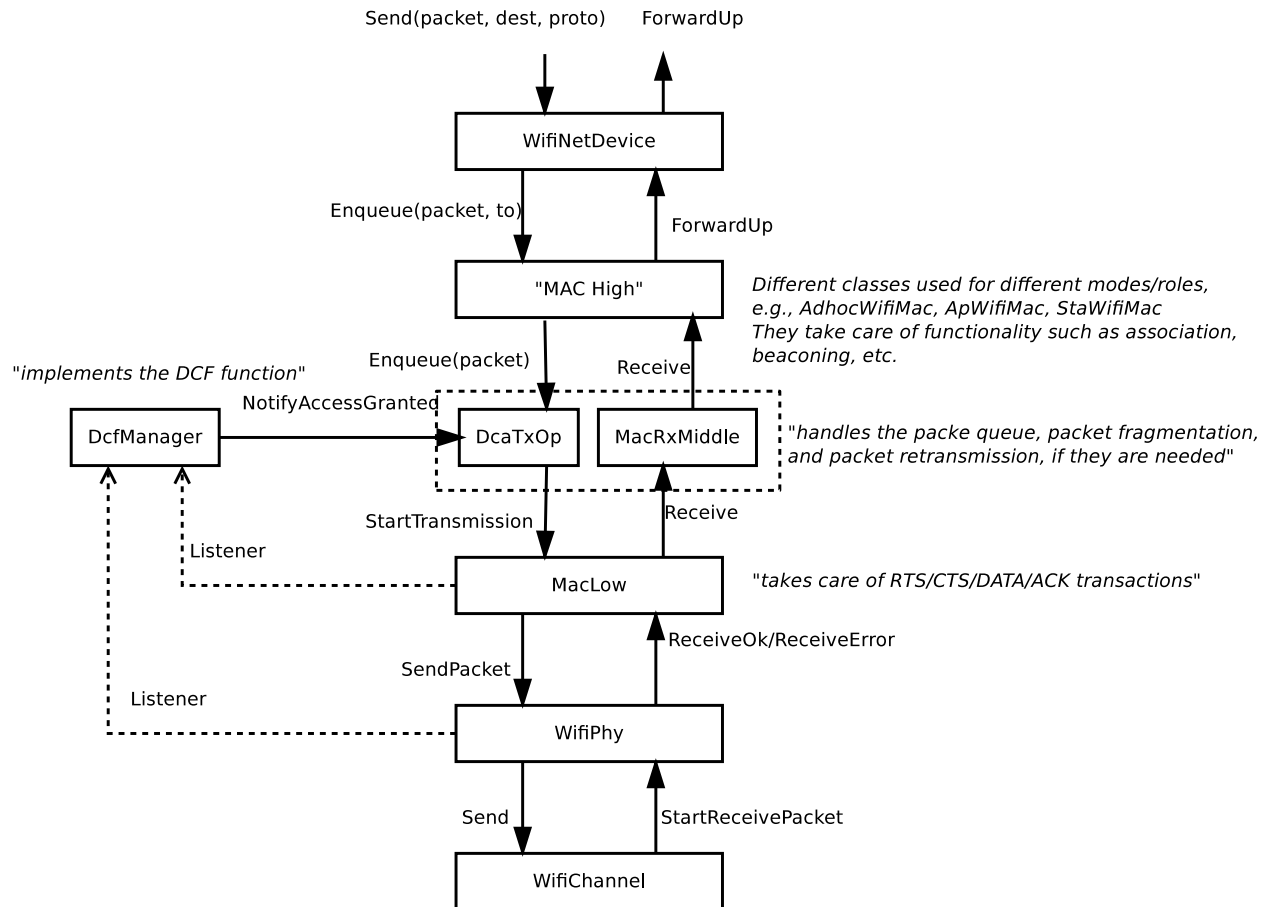 Send(packet, dest, proto)
ForwardUp
WifiNetDevice
Enqueue(packet, to)
ForwardUp
"MAC High"
Different classes used for different modes/roles,
e.g., AdhocWifiMac, ApWifiMac, StaWifiMac
They take care of functionality such as association,
beaconing, etc.
Enqueue(packet)
Receive
"implements the DCF function"
NotifyAccessGranted
DcfManager
DcaTxOp
MacRxMiddle
"handles the packe queue, packet fragmentation,
and packet retransmission, if they are needed"
StartTransmission
Receive
Listener
MacLow
"takes care of RTS/CTS/DATA/ACK transactions"
ReceiveOk/ReceiveError
SendPacket
Listener
WifiPhy
Send
StartReceivePacket
WifiChannel